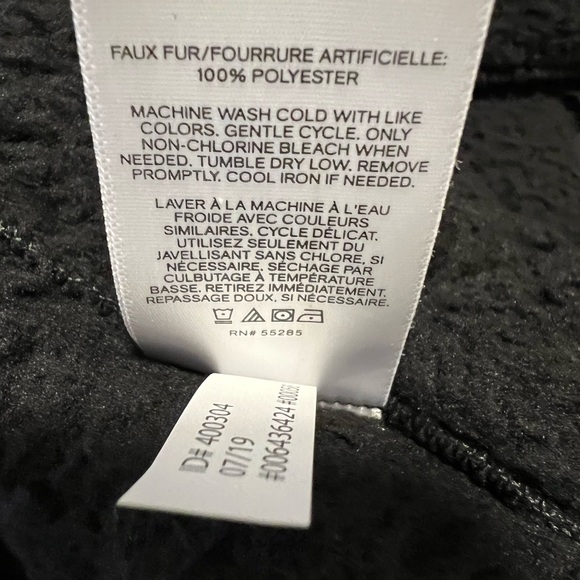 FAUX FUR/FOURRURE ARTIFICIELLE:
100% POLYESTER
MACHINE WASH COLD WITH LIKE
COLORS. GENTLE CYCLE. ONLY
NON-CHLORINE BLEACH WHEN
NEEDED. TUMBLE DRY LOW. REMOVE
PROMPTLY. COOL IRON IF NEEDED.
LAVER À LA MACHINE À L'EAU
FROIDE AVEC COULEURS
SIMILAIRES. CYCLE DÉLICAT.
UTILISEZ SEULEMENT DU
JAVELLISANT SANS CHLORE, SI
NÉCESSAIRE. SÉCHAGE PAR
CULBUTAGE À TEMPÉRATURE
BASSE. RETIREZ IMMÉDIATEMENT.
REPASSAGE DOUX, SI NÉCESSAIRE.
RN# 55285
ID# 400304
07/19
#006436424